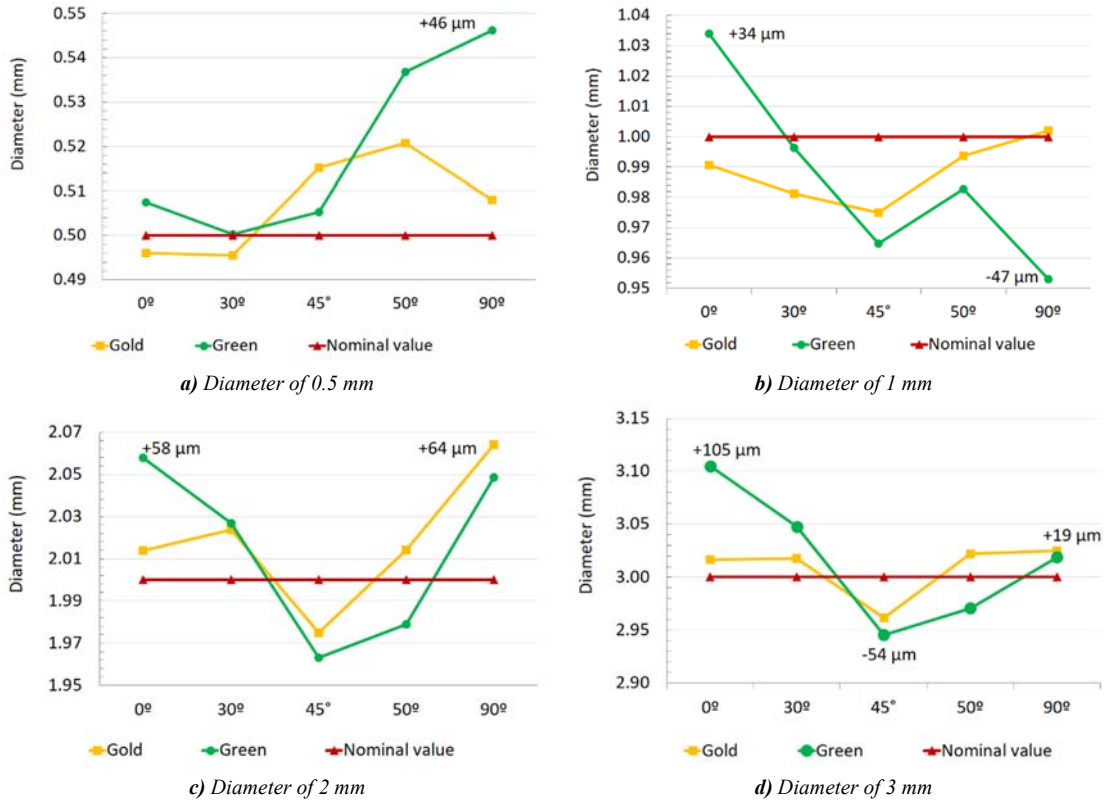 0.55
0.54
0.53
0.52
0.51
0.50
0.49
Diameter (mm)
+46 µm
0º
30º
45°
50º
90º
Gold
Green
Nominal value
a) Diameter of 0.5 mm
1.04
1.03
1.02
1.01
1.00
0.99
0.98
0.97
0.96
0.95
Diameter (mm)
+34 µm
-47 µm
0º
30º
45°
50º
90º
Gold
Green
Nominal value
b) Diameter of 1 mm
2.07
2.05
2.03
2.01
1.99
1.97
1.95
Diameter (mm)
+58 µm
+64 µm
0º
30º
45°
50º
90º
Gold
Green
Nominal value
c) Diameter of 2 mm
3.15
3.10
3.05
3.00
2.95
2.90
Diameter (mm)
+105 µm
+19 µm
-54 µm
0º
30º
45°
50º
90º
Gold
Green
Nominal value
d) Diameter of 3 mm